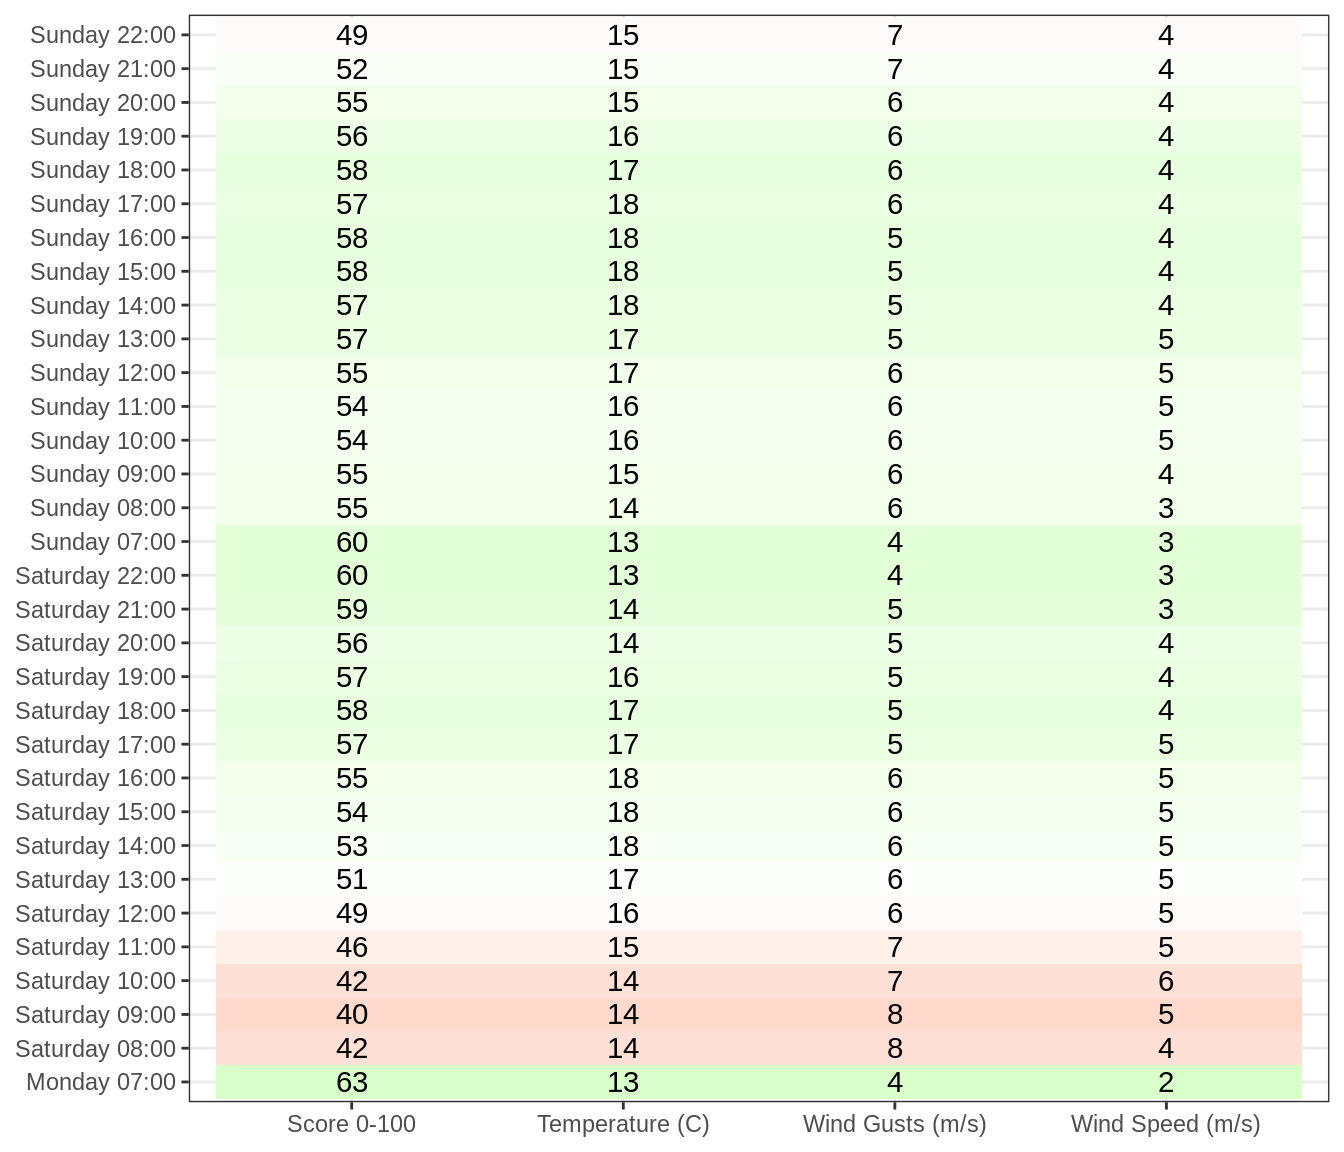 Sunday 22:00 49 15 7 4
Sunday 21:00 52 15 7 4
Sunday 20:00 55 15 6 4
Sunday 19:00 56 16 6 4
Sunday 18:00 58 17 6 4
Sunday 17:00 57 18 6 4
Sunday 16:00 58 18 5 4
Sunday 15:00 58 18 5 4
Sunday 14:00 57 18 5 4
Sunday 13:00 57 17 5 5
Sunday 12:00 55 17 6 5
Sunday 11:00 54 16 6 5
Sunday 10:00 54 16 6 5
Sunday 09:00 55 15 6 4
Sunday 08:00 55 14 6 3
Sunday 07:00 60 13 4 3
Saturday 22:00 60 13 4 3
Saturday 21:00 59 14 5 3
Saturday 20:00 56 14 5 4
Saturday 19:00 57 16 5 4
Saturday 18:00 58 17 5 4
Saturday 17:00 57 17 5 5
Saturday 16:00 55 18 6 5
Saturday 15:00 54 18 6 5
Saturday 14:00 53 18 6 5
Saturday 13:00 51 17 6 5
Saturday 12:00 49 16 6 5
Saturday 11:00 46 15 7 5
Saturday 10:00 42 14 7 6
Saturday 09:00 40 14 8 5
Saturday 08:00 42 14 8 4
Monday 07:00 63 13 4 2
Score 0-100 Temperature (C) Wind Gusts (m/s) Wind Speed (m/s)